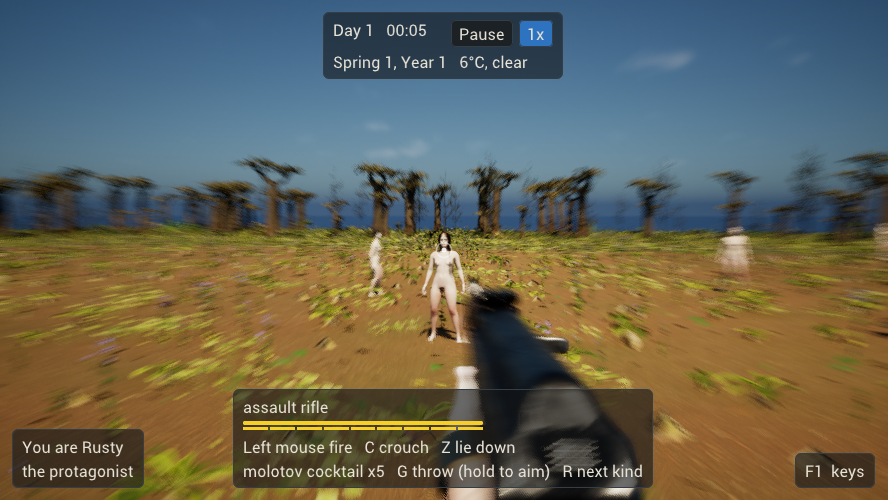 Day 1 00:05 Pause 1x
Spring 1, Year 1 6°C, clear
assault rifle
Left mouse fire C crouch Z lie down
molotov cocktail x5 G throw (hold to aim) R next kind
You are Rusty
the protagonist
F1 keys